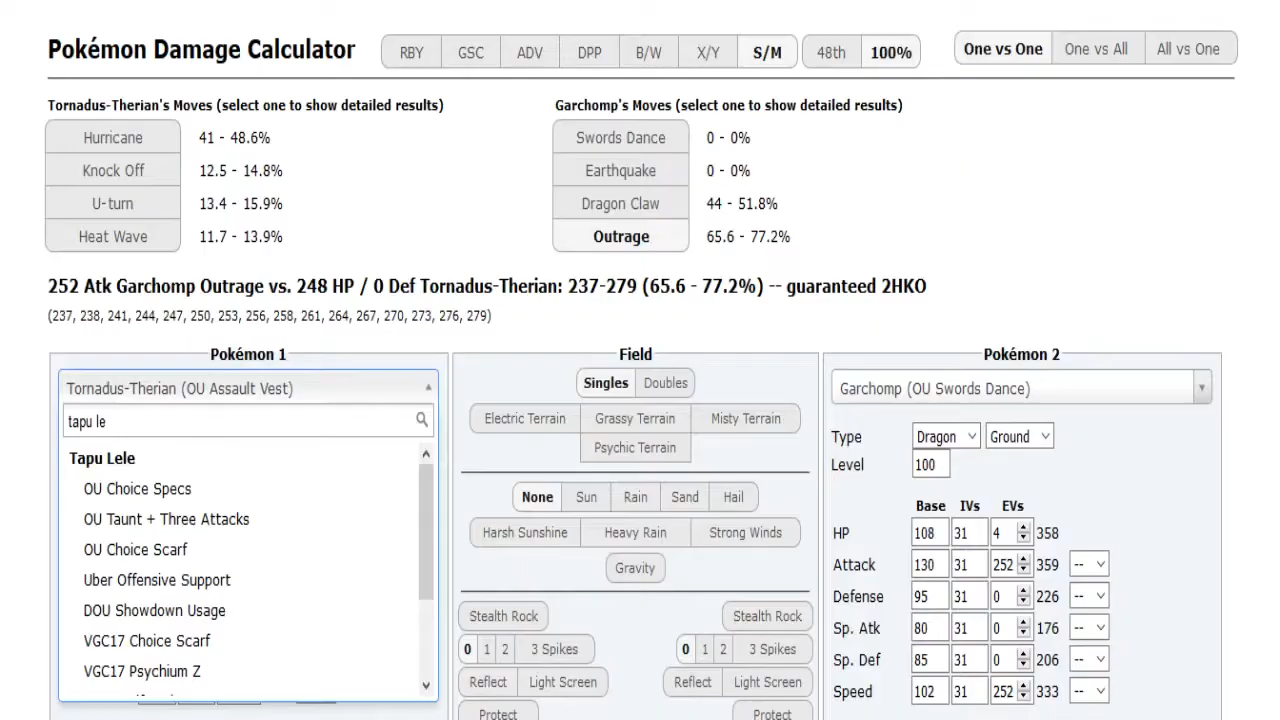 Pokémon Damage Calculator
RBY GSC ADV DPP B/W X/Y S/M 48th 100% One vs One One vs All All vs One
Tornadus-Therian's Moves (select one to show detailed results)
Hurricane 41 - 48.6%
Knock Off 12.5 - 14.8%
U-turn 13.4 - 15.9%
Heat Wave 11.7 - 13.9%
Garchomp's Moves (select one to show detailed results)
Swords Dance 0 - 0%
Earthquake 0 - 0%
Dragon Claw 44 - 51.8%
Outrage 65.6 - 77.2%
252 Atk Garchomp Outrage vs. 248 HP / 0 Def Tornadus-Therian: 237-279 (65.6 - 77.2%) -- guaranteed 2HKO
(237, 238, 241, 244, 247, 250, 253, 256, 258, 261, 264, 267, 270, 273, 276, 279)
Pokémon 1
Tornadus-Therian (OU Assault Vest)
tapu le
Tapu Lele
OU Choice Specs
OU Taunt + Three Attacks
OU Choice Scarf
Uber Offensive Support
DOU Showdown Usage
VGC17 Choice Scarf
VGC17 Psychium Z
Field
Singles Doubles
Electric Terrain Grassy Terrain Misty Terrain
Psychic Terrain
None Sun Rain Sand Hail
Harsh Sunshine Heavy Rain Strong Winds
Gravity
Stealth Rock Stealth Rock
0 1 2 3 Spikes 0 1 2 3 Spikes
Reflect Light Screen Reflect Light Screen
Protect Protect
Pokémon 2
Garchomp (OU Swords Dance)
Type Dragon Ground
Level 100
Base IVs EVs
HP 108 31 4 358
Attack 130 31 252 359 --
Defense 95 31 0 226 --
Sp. Atk 80 31 0 176 --
Sp. Def 85 31 0 206 --
Speed 102 31 252 333 --